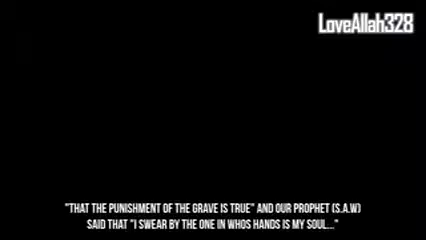 LoveAllah328
"THAT THE PUNISHMENT OF THE GRAVE IS TRUE" AND OUR PROPHET (S.A.W)
SAID THAT "I SWEAR BY THE ONE IN WHOS HANDS IS MY SOUL..."